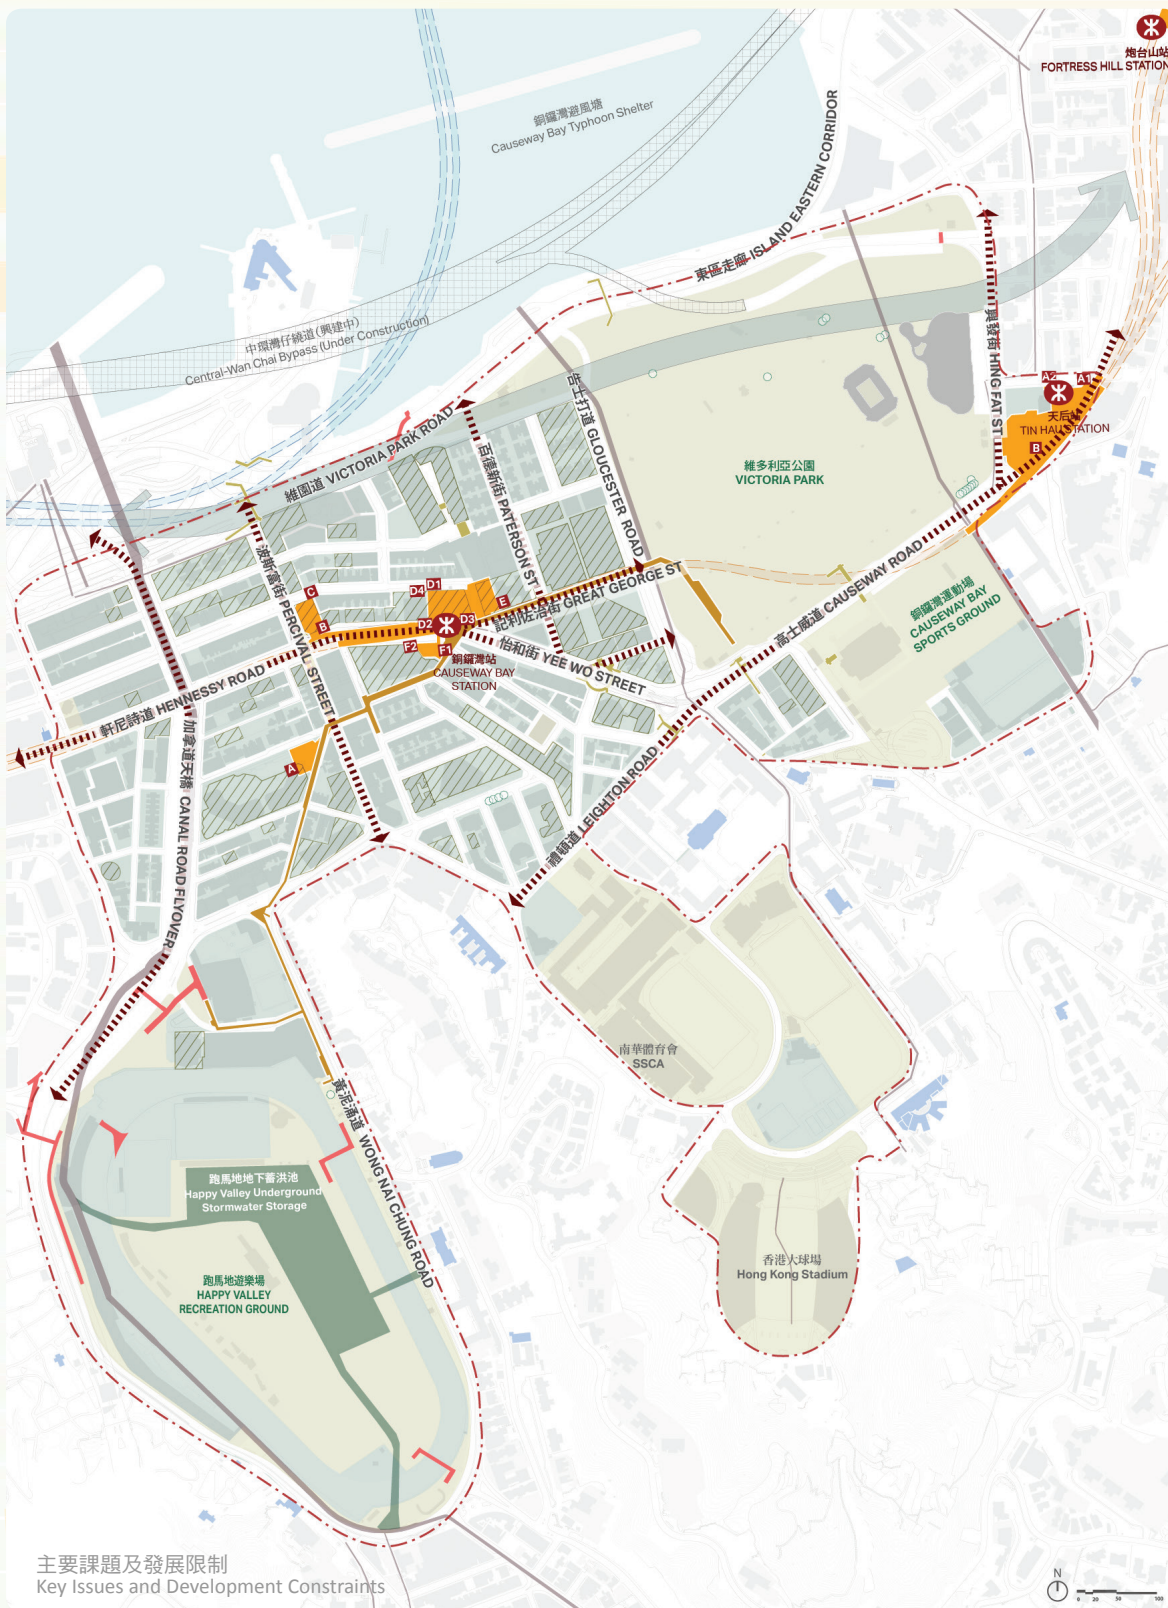 炮台山站
FORTRESS HILL STATION
銅鑼灣避風塘
Causeway Bay Typhoon Shelter
東區走廊 ISLAND EASTERN CORRIDOR
中環灣仔繞道(興建中)
Central-Wan Chai Bypass (Under Construction)
興發街 HING FAT ST
A2
A1
天后站
TIN HAU STATION
B
維園道 VICTORIA PARK ROAD
百德新街 PATERSON ST
告士打道 GLOUCESTER ROAD
維多利亞公園
VICTORIA PARK
波斯富街 PERCIVAL STREET
C
B
D4
D1
D2
D3
E
F2
F1
記利佐治街 GREAT GEORGE ST
銅鑼灣站
CAUSEWAY BAY
STATION
怡和街 YEE WO STREET
高士威道 CAUSEWAY ROAD
銅鑼灣運動場
CAUSEWAY BAY
SPORTS GROUND
軒尼詩道 HENNESSY ROAD
加拿道天橋 CANAL ROAD FLYOVER
A
禮頓道 LEIGHTON ROAD
南華體育會
SSCA
黃泥涌道 WONG NAI CHUNG ROAD
跑馬地地下蓄洪池
Happy Valley Underground
Stormwater Storage
跑馬地遊樂場
HAPPY VALLEY
RECREATION GROUND
香港大球場
Hong Kong Stadium
主要課題及發展限制
Key Issues and Development Constraints
N
0 20 50 100